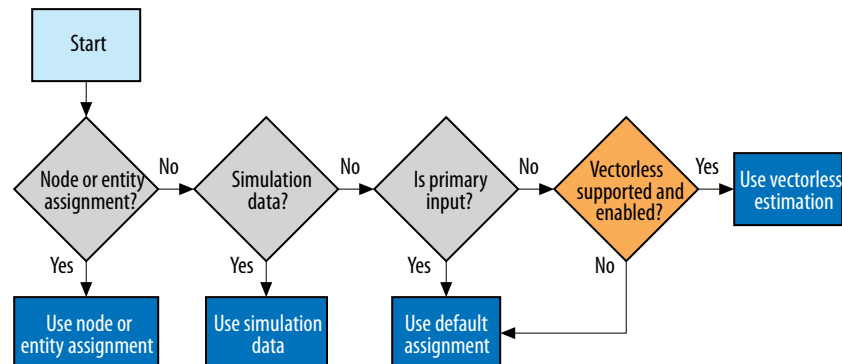 Start
Node or entity
assignment?
No
Simulation
data?
No
Is primary
input?
No
Vectorless
supported and
enabled?
Yes
Use vectorless
estimation
Yes
Yes
Yes
No
Use node or
entity assignment
Use simulation
data
Use default
assignment